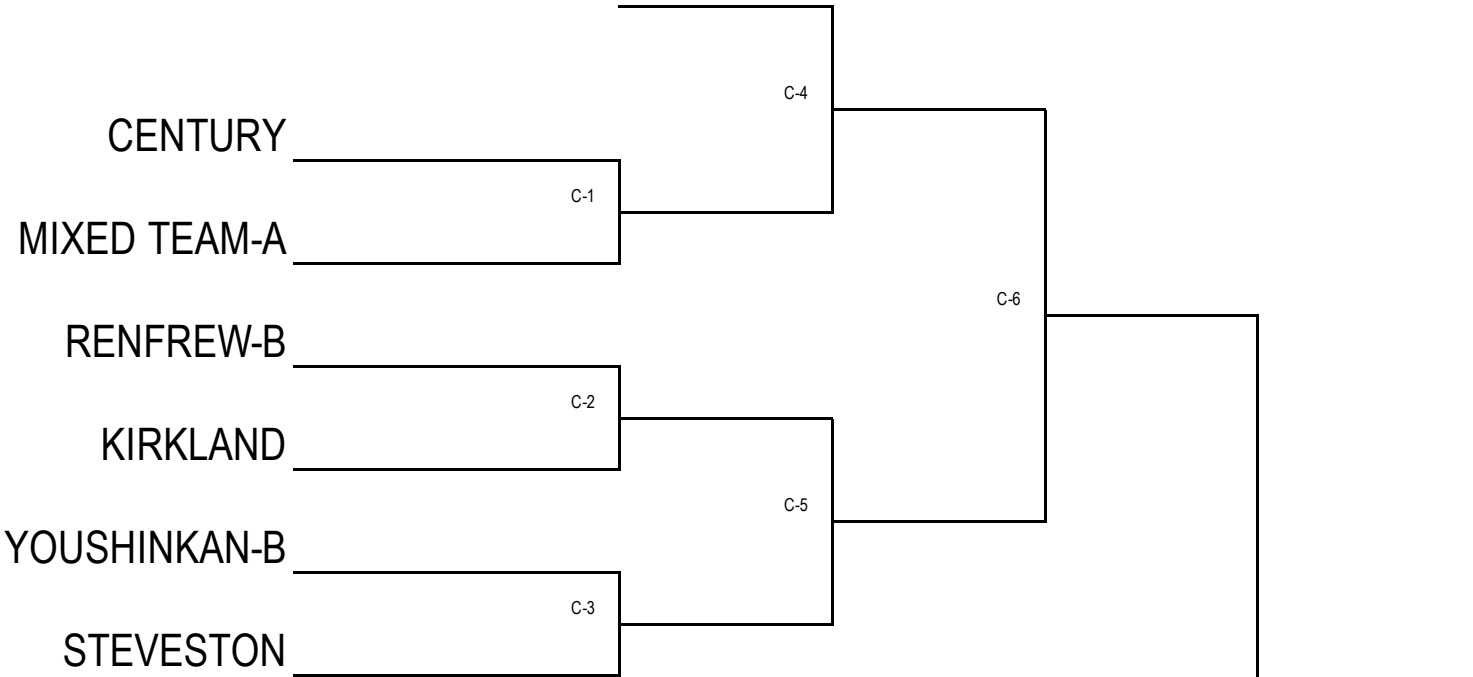 C-4
CENTURY
C-1
MIXED TEAM-A
C-6
RENFREW-B
C-2
KIRKLAND
C-5
YOUSHINKAN-B
C-3
STEVESTON